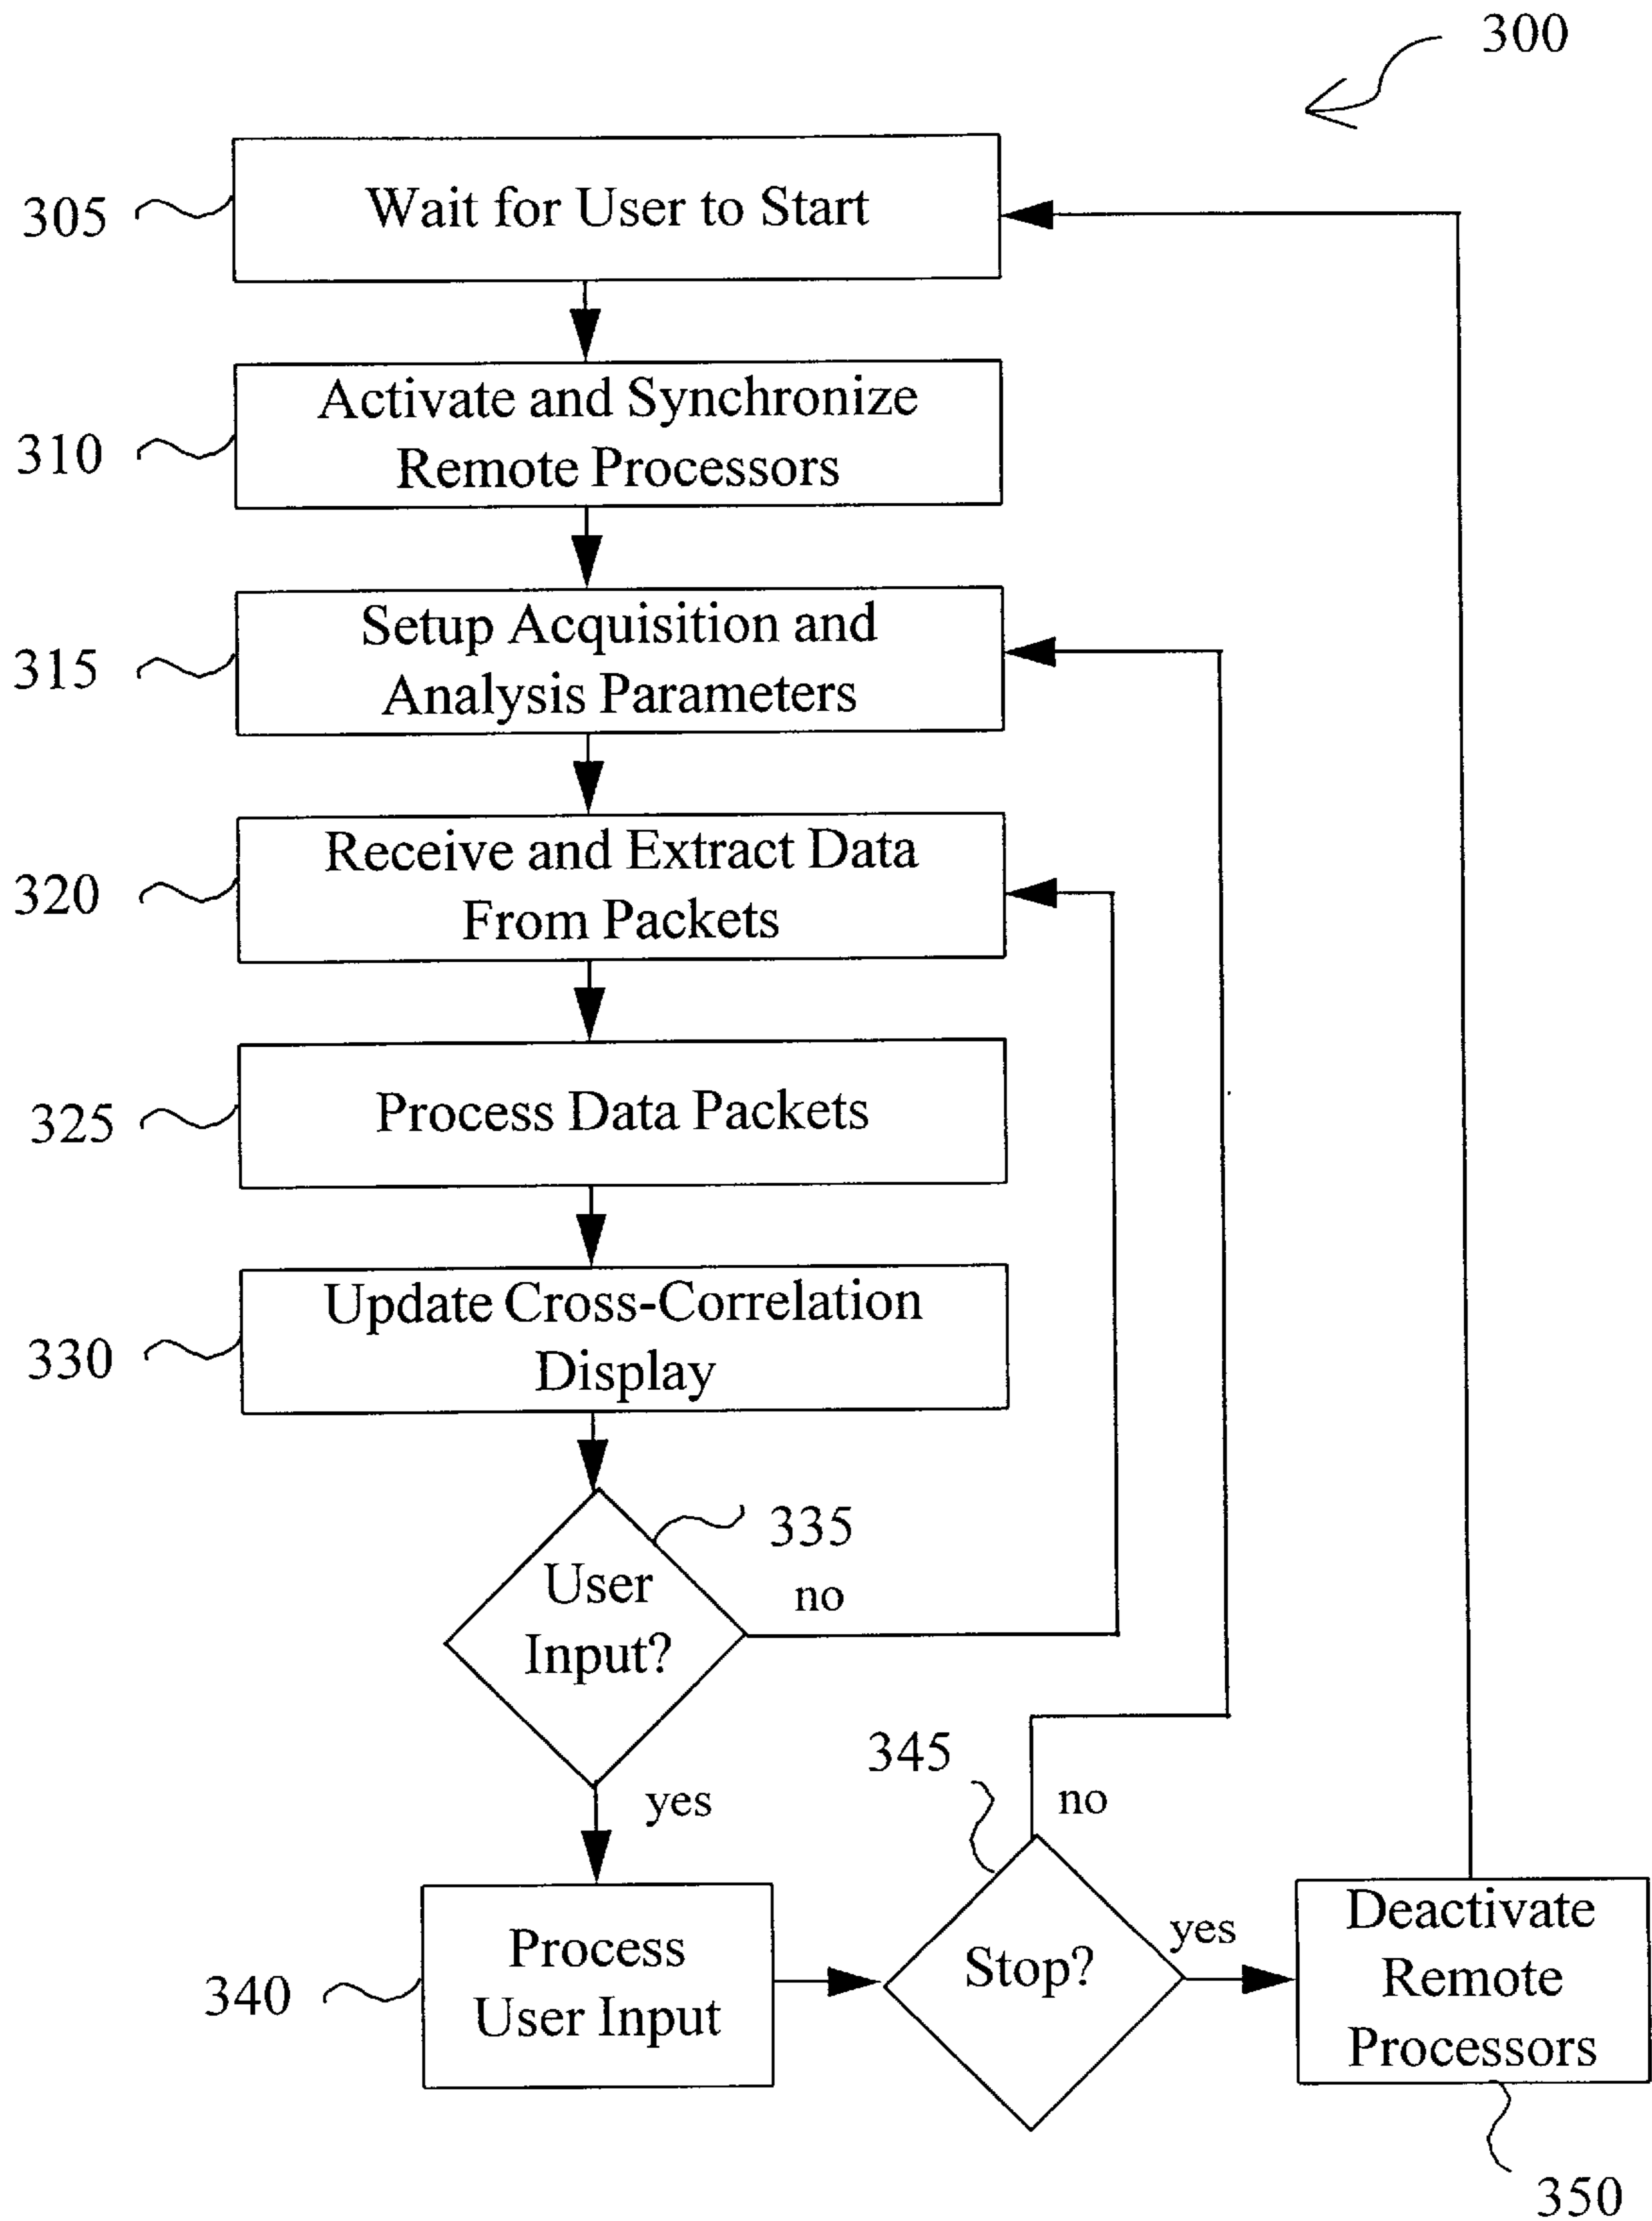 300
305
Wait for User to Start
310
Activate and Synchronize
Remote Processors
315
Setup Acquisition and
Analysis Parameters
320
Receive and Extract Data
From Packets
325
Process Data Packets
330
Update Cross-Correlation
Display
335
User
Input?
no
yes
345
no
340
Process
User Input
Stop?
yes
Deactivate
Remote
Processors
350